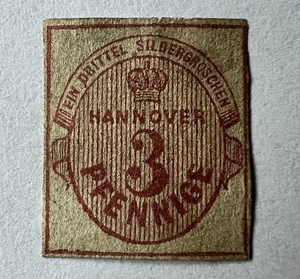 EIN DRITTEL SILBERGROSCHEN
HANNOVER
3
PFENNIGE